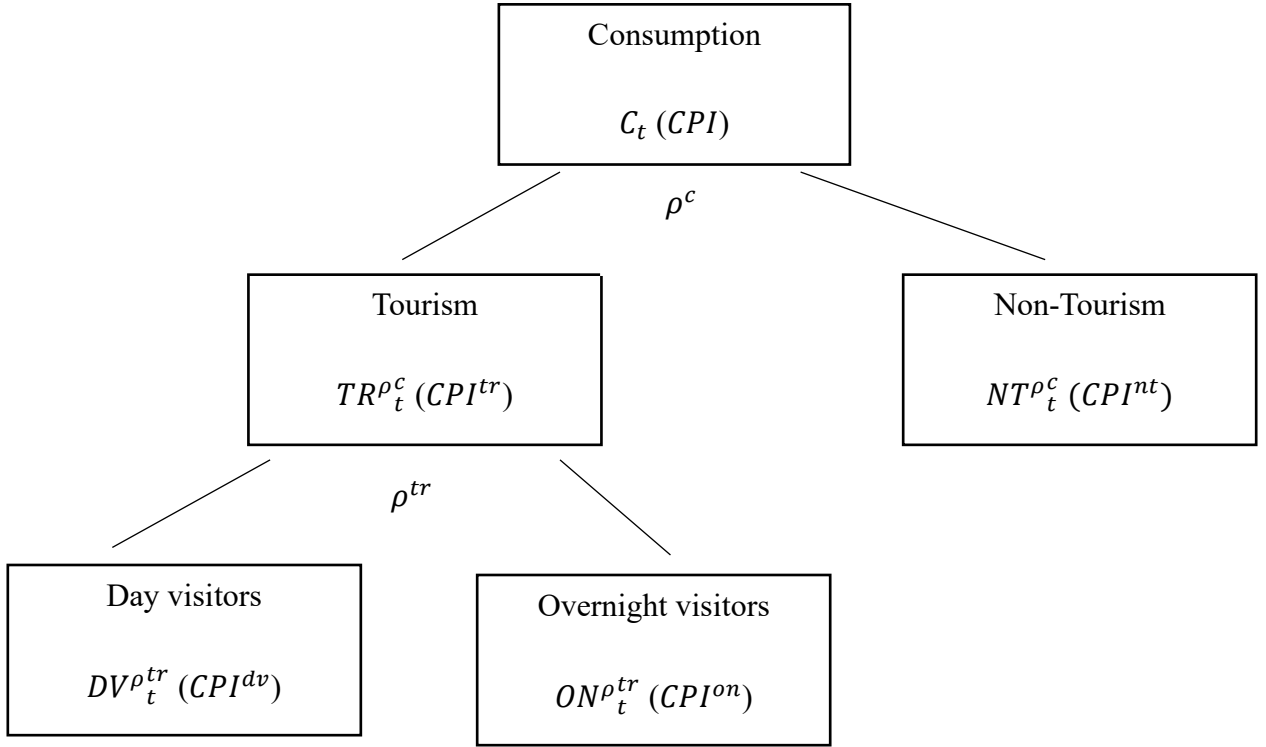 Consumption
C_t (CPI)
ρ^c
Tourism
TR^{ρ^c}_t (CPI^{tr})
Non-Tourism
NT^{ρ^c}_t (CPI^{nt})
ρ^{tr}
Day visitors
DV^{ρ^{tr}}_t (CPI^{dv})
Overnight visitors
ON^{ρ^{tr}}_t (CPI^{on})